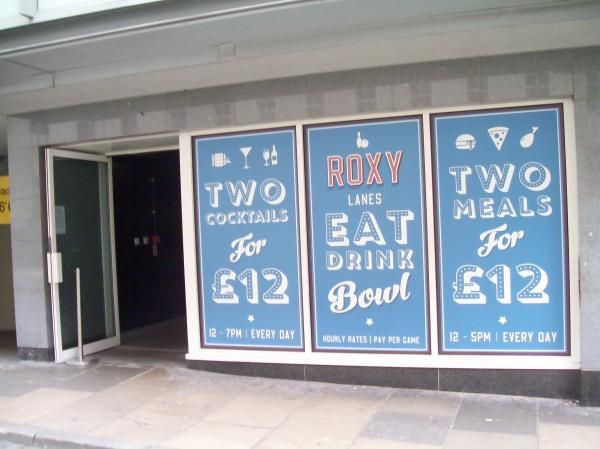 TWO
COCKTAILS
For
£12
12 - 7PM | EVERY DAY
ROXY
LANES
EAT
DRINK
Bowl
HOURLY RATES | PAY PER GAME
TWO
MEALS
For
£12
12 - 5PM | EVERY DAY